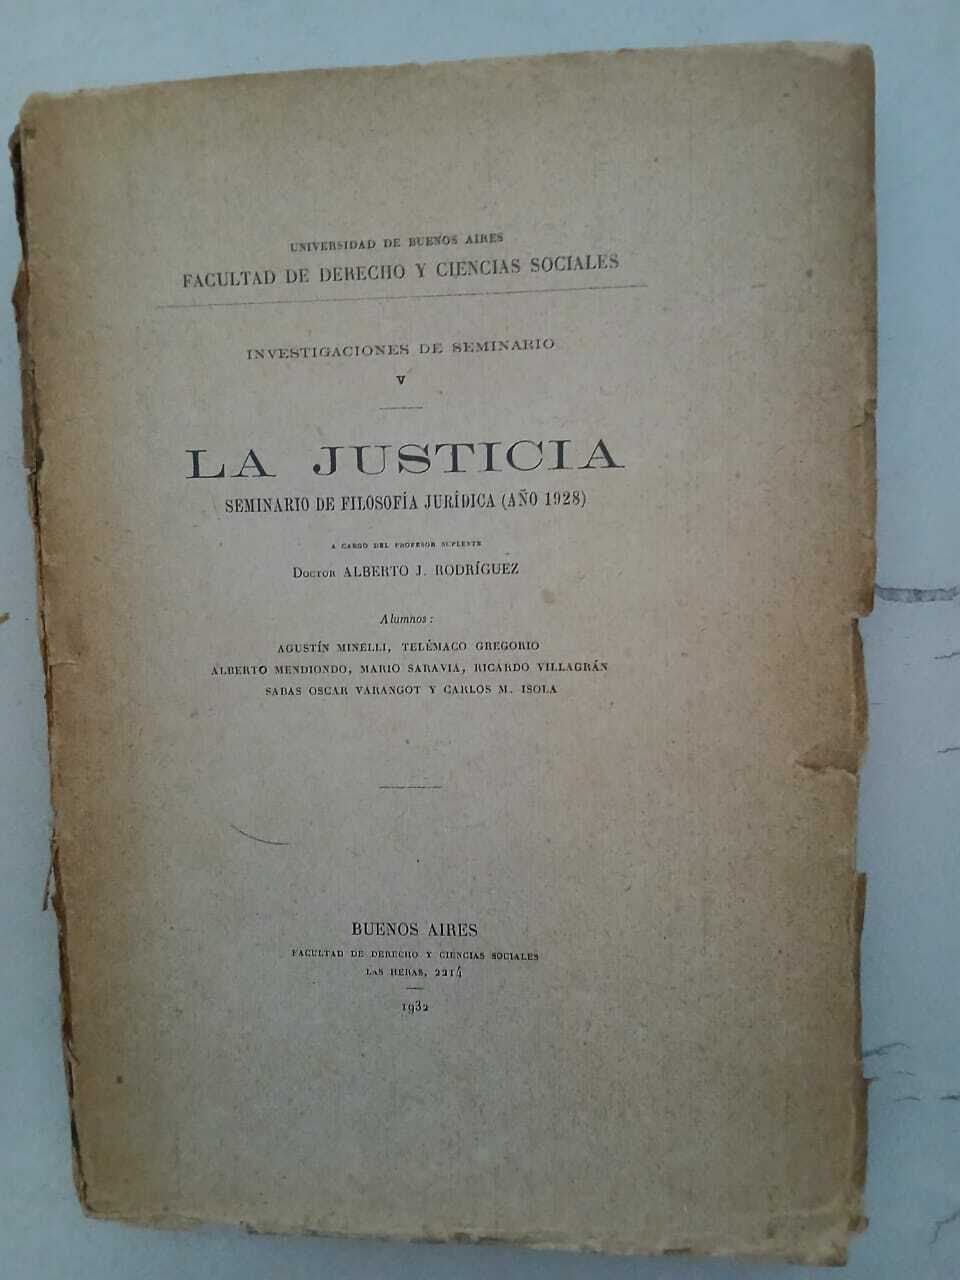 UNIVERSIDAD DE BUENOS AIRES
FACULTAD DE DERECHO Y CIENCIAS SOCIALES
INVESTIGACIONES DE SEMINARIO
V
LA JUSTICIA
SEMINARIO DE FILOSOFÍA JURÍDICA (AÑO 1928)
A CARGO DEL PROFESOR SUPLENTE
DOCTOR ALBERTO J. RODRÍGUEZ
Alumnos:
AGUSTÍN MINELLI, TELÉMACO GREGORIO
ALBERTO MENDIONDO, MARIO SARAVIA, RICARDO VILLAGRÁN
SABAS OSCAR VARANGOT Y CARLOS M. ISOLA
BUENOS AIRES
FACULTAD DE DERECHO Y CIENCIAS SOCIALES
LAS HERAS, 2214
1932